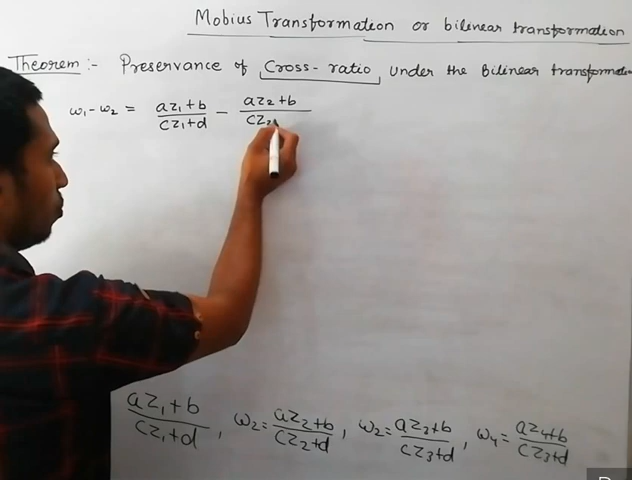 Mobius Transformation or bilinear transformation
Theorem :- Preservance of Cross-ratio under the Bilinear transformation
w₁ - w₂ = (az₁+b)/(cz₁+d) - (az₂+b)/(cz₂
(az₁+b)/(cz₁+d), w₂ = (az₂+b)/(cz₂+d), w₂ = (az₃+b)/(cz₃+d), w₄ = (az₄+b)/(cz₃+d)